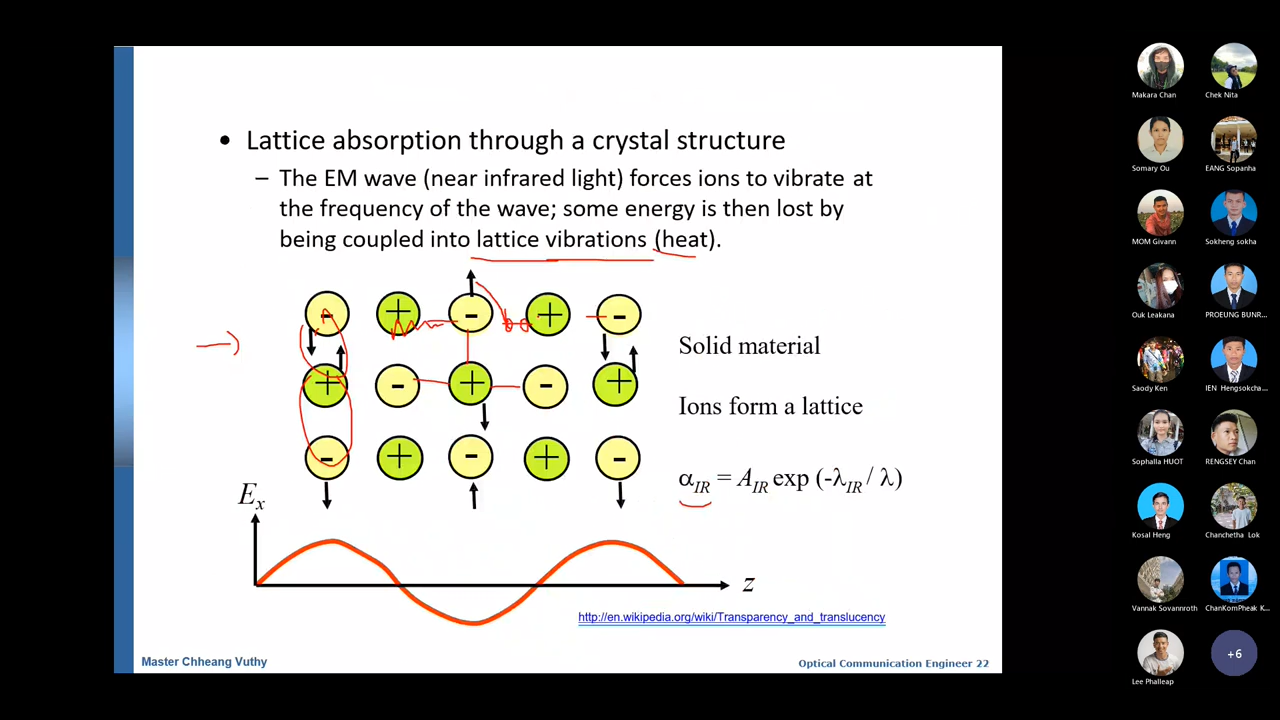 • Lattice absorption through a crystal structure
– The EM wave (near infrared light) forces ions to vibrate at
the frequency of the wave; some energy is then lost by
being coupled into lattice vibrations (heat).
- + - + -
+ - + - +
- + - + -
Solid material
Ions form a lattice
αIR = AIR exp (-λIR / λ)
Ex
z
http://en.wikipedia.org/wiki/Transparency_and_translucency
Master Chheang Vuthy
Optical Communication Engineer 22
Makara Chan
Chek Nita
Somary Ou
EANG Sopanha
MOM Givann
Sokheng sokha
Ouk Leakana
PROEUNG BUNR...
Saody Ken
IEN Hengsokcha...
Sophalla HUOT
RENGSEY Chan
Kosal Heng
Chanchetha Lok
Vannak Sovannroth
ChanKomPheak K...
Lee Phalleap
+6